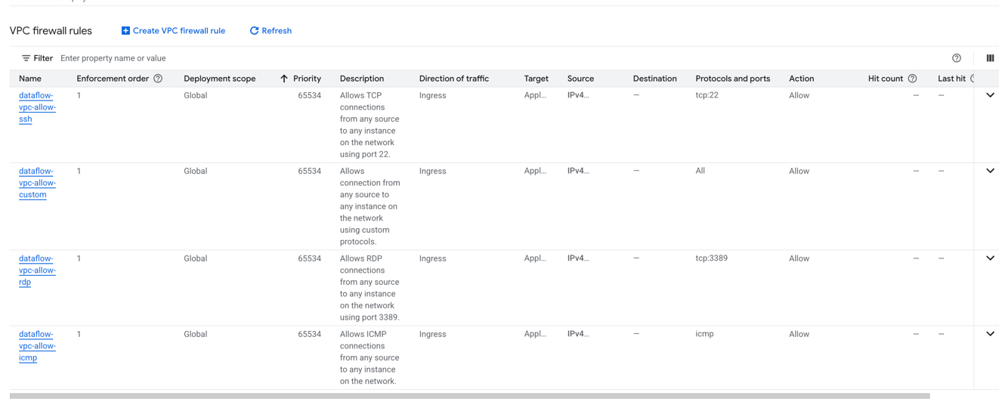 VPC firewall rules Create VPC firewall rule Refresh
Filter Enter property name or value
Name Enforcement order Deployment scope Priority Description Direction of traffic Target Source Destination Protocols and ports Action Hit count Last hit
dataflow- 1 Global 65534 Allows TCP Ingress Appl... IPv4... — tcp:22 Allow — —
vpc-allow- connections
ssh from any source
to any instance
on the network
using port 22.
dataflow- 1 Global 65534 Allows Ingress Appl... IPv4... — All Allow — —
vpc-allow- connection from
custom any source to
any instance on
the network
using custom
protocols.
dataflow- 1 Global 65534 Allows RDP Ingress Appl... IPv4... — tcp:3389 Allow — —
vpc-allow- connections
rdp from any source
to any instance
on the network
using port 3389.
dataflow- 1 Global 65534 Allows ICMP Ingress Appl... IPv4... — icmp Allow — —
vpc-allow- connections
icmp from any source
to any instance
on the network.